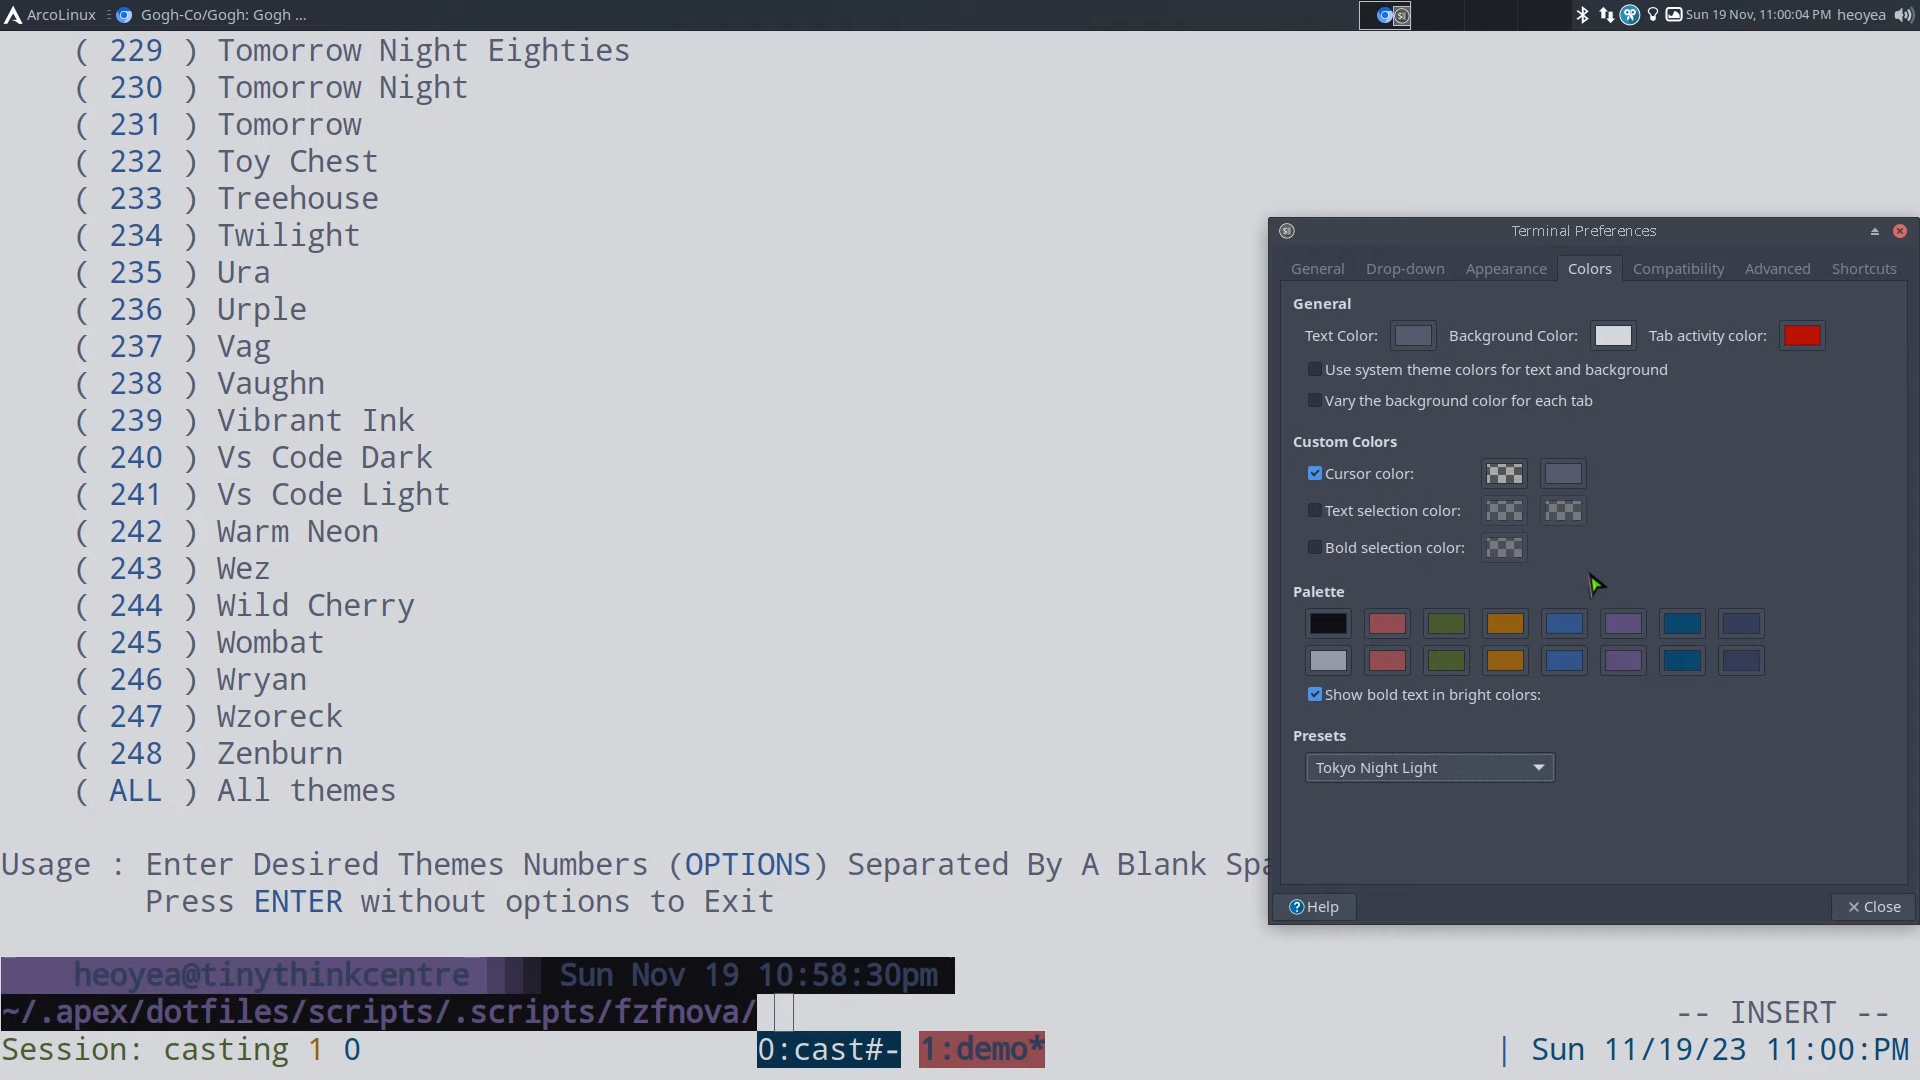 ArcoLinux
Gogh-Co/Gogh: Gogh ...
Sun 19 Nov, 11:00:04 PM heoyea
( 229 ) Tomorrow Night Eighties
( 230 ) Tomorrow Night
( 231 ) Tomorrow
( 232 ) Toy Chest
( 233 ) Treehouse
( 234 ) Twilight
( 235 ) Ura
( 236 ) Urple
( 237 ) Vag
( 238 ) Vaughn
( 239 ) Vibrant Ink
( 240 ) Vs Code Dark
( 241 ) Vs Code Light
( 242 ) Warm Neon
( 243 ) Wez
( 244 ) Wild Cherry
( 245 ) Wombat
( 246 ) Wryan
( 247 ) Wzoreck
( 248 ) Zenburn
( ALL ) All themes
Usage : Enter Desired Themes Numbers (OPTIONS) Separated By A Blank Spa
Press ENTER without options to Exit
heoyea@tinythinkcentre Sun Nov 19 10:58:30pm
~/.apex/dotfiles/scripts/.scripts/fzfnova/
-- INSERT --
Session: casting 1 0 0:cast#- 1:demo* | Sun 11/19/23 11:00:PM
Terminal Preferences
General Drop-down Appearance Colors Compatibility Advanced Shortcuts
General
Text Color: Background Color: Tab activity color:
Use system theme colors for text and background
Vary the background color for each tab
Custom Colors
Cursor color:
Text selection color:
Bold selection color:
Palette
Show bold text in bright colors:
Presets
Tokyo Night Light
Help
Close